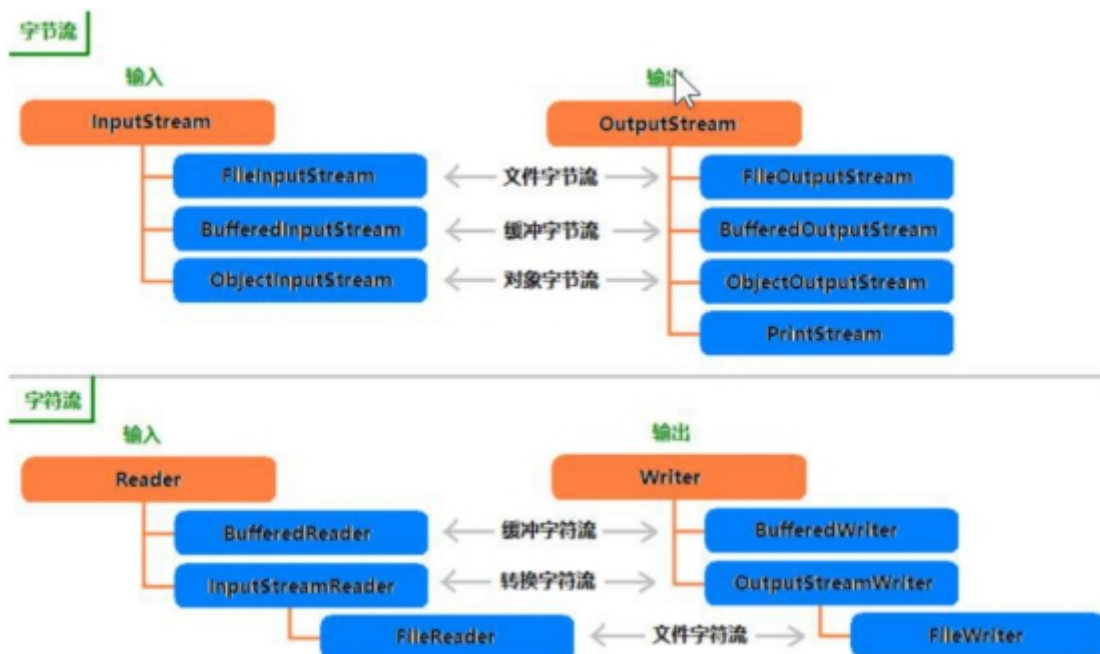 字节流
输入 输出
InputStream OutputStream
FileInputStream 文件字节流 FileOutputStream
BufferedInputStream 缓冲字节流 BufferedOutputStream
ObjectInputStream 对象字节流 ObjectOutputStream
PrintStream
字符流
输入 输出
Reader Writer
BufferedReader 缓冲字符流 BufferedWriter
InputStreamReader 转换字符流 OutputStreamWriter
FileReader 文件字符流 FileWriter